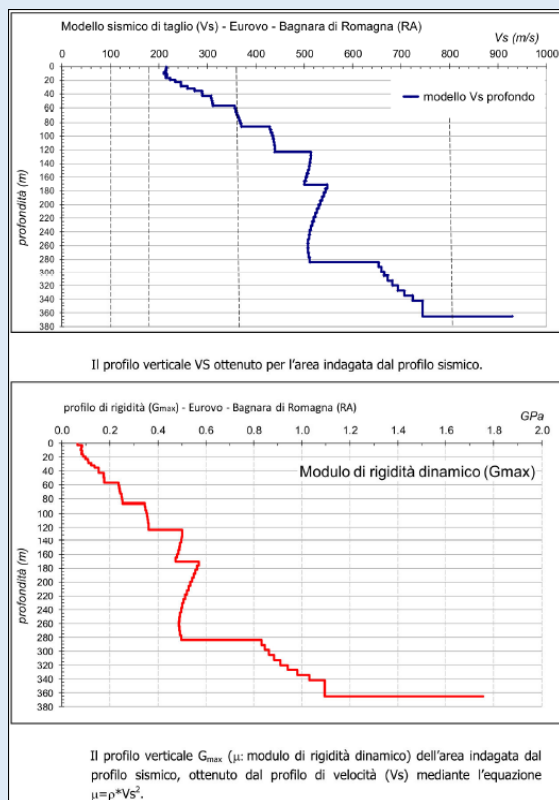 Modello sismico di taglio (Vs) - Eurovo - Bagnara di Romagna (RA)
Vs (m/s)
0 100 200 300 400 500 600 700 800 900 1000
0
20
40
60
80
100
120
140
160
180
200
220
240
260
280
300
320
340
360
380
profondità (m)
modello Vs profondo
Il profilo verticale VS ottenuto per l'area indagata dal profilo sismico.
profilo di rigidità (Gmax) - Eurovo - Bagnara di Romagna (RA)
GPa
0.0 0.2 0.4 0.6 0.8 1.0 1.2 1.4 1.6 1.8 2.0
0
20
40
60
80
100
120
140
160
180
200
220
240
260
280
300
320
340
360
380
profondità (m)
Modulo di rigidità dinamico (Gmax)
Il profilo verticale Gmax (μ: modulo di rigidità dinamico) dell'area indagata dal
profilo sismico, ottenuto dal profilo di velocità (Vs) mediante l'equazione
μ=ρ*Vs².